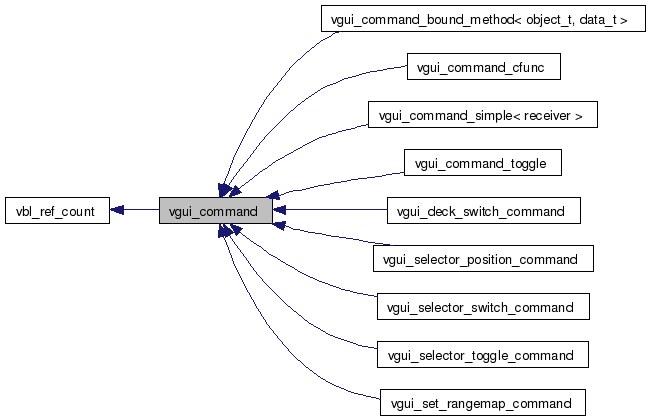 vgui_command_bound_method< object_t, data_t >
vgui_command_cfunc
vgui_command_simple< receiver >
vgui_command_toggle
vbl_ref_count
vgui_command
vgui_deck_switch_command
vgui_selector_position_command
vgui_selector_switch_command
vgui_selector_toggle_command
vgui_set_rangemap_command